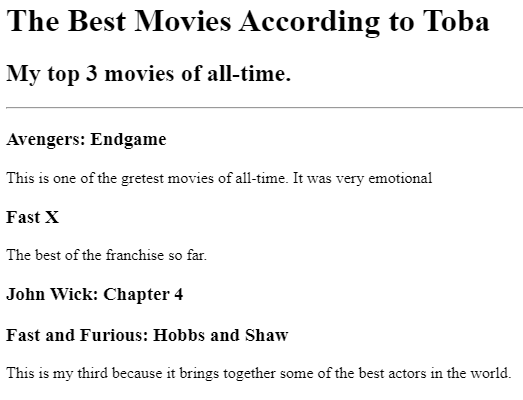 The Best Movies According to Toba
My top 3 movies of all-time.
Avengers: Endgame
This is one of the gretest movies of all-time. It was very emotional
Fast X
The best of the franchise so far.
John Wick: Chapter 4
Fast and Furious: Hobbs and Shaw
This is my third because it brings together some of the best actors in the world.